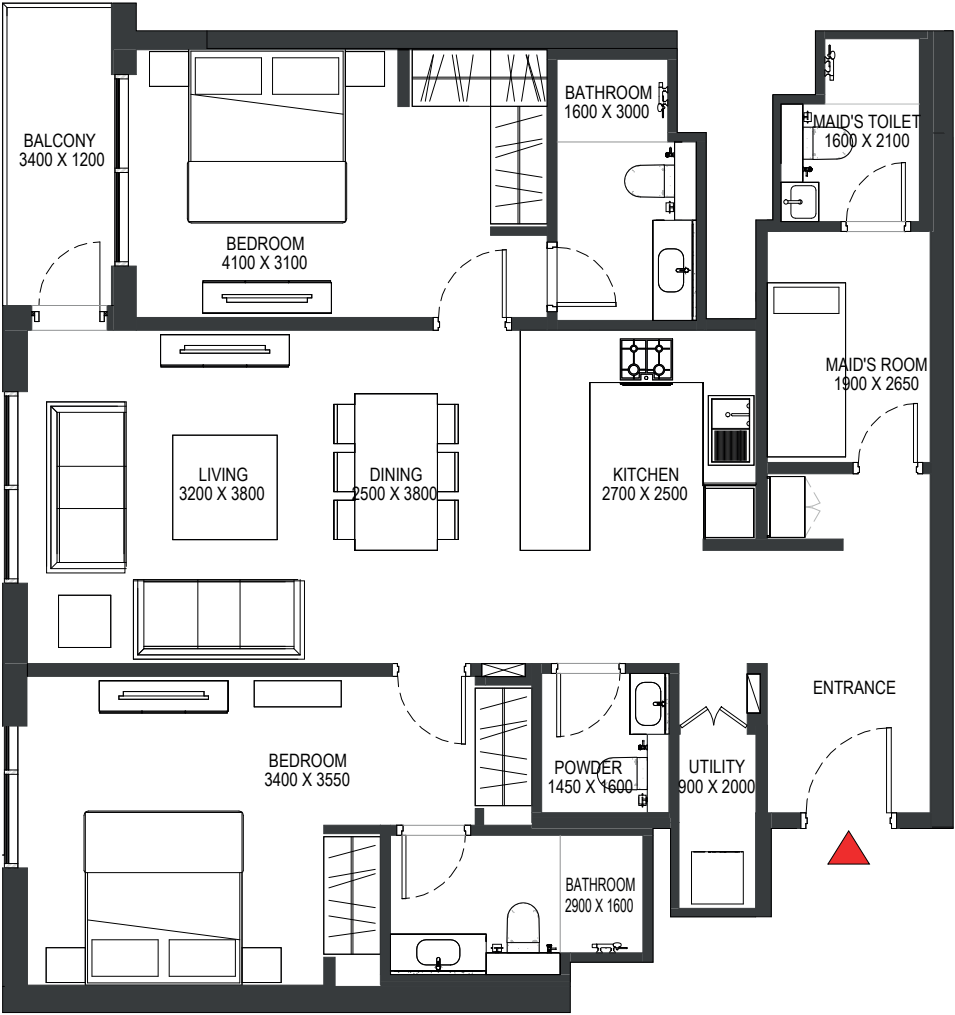 BATHROOM
1600 X 3000
MAID'S TOILET
1600 X 2100
BALCONY
3400 X 1200
BEDROOM
4100 X 3100
MAID'S ROOM
1900 X 2650
LIVING
3200 X 3800
DINING
2500 X 3800
KITCHEN
2700 X 2500
ENTRANCE
BEDROOM
3400 X 3550
POWDER
1450 X 1600
UTILITY
900 X 2000
BATHROOM
2900 X 1600